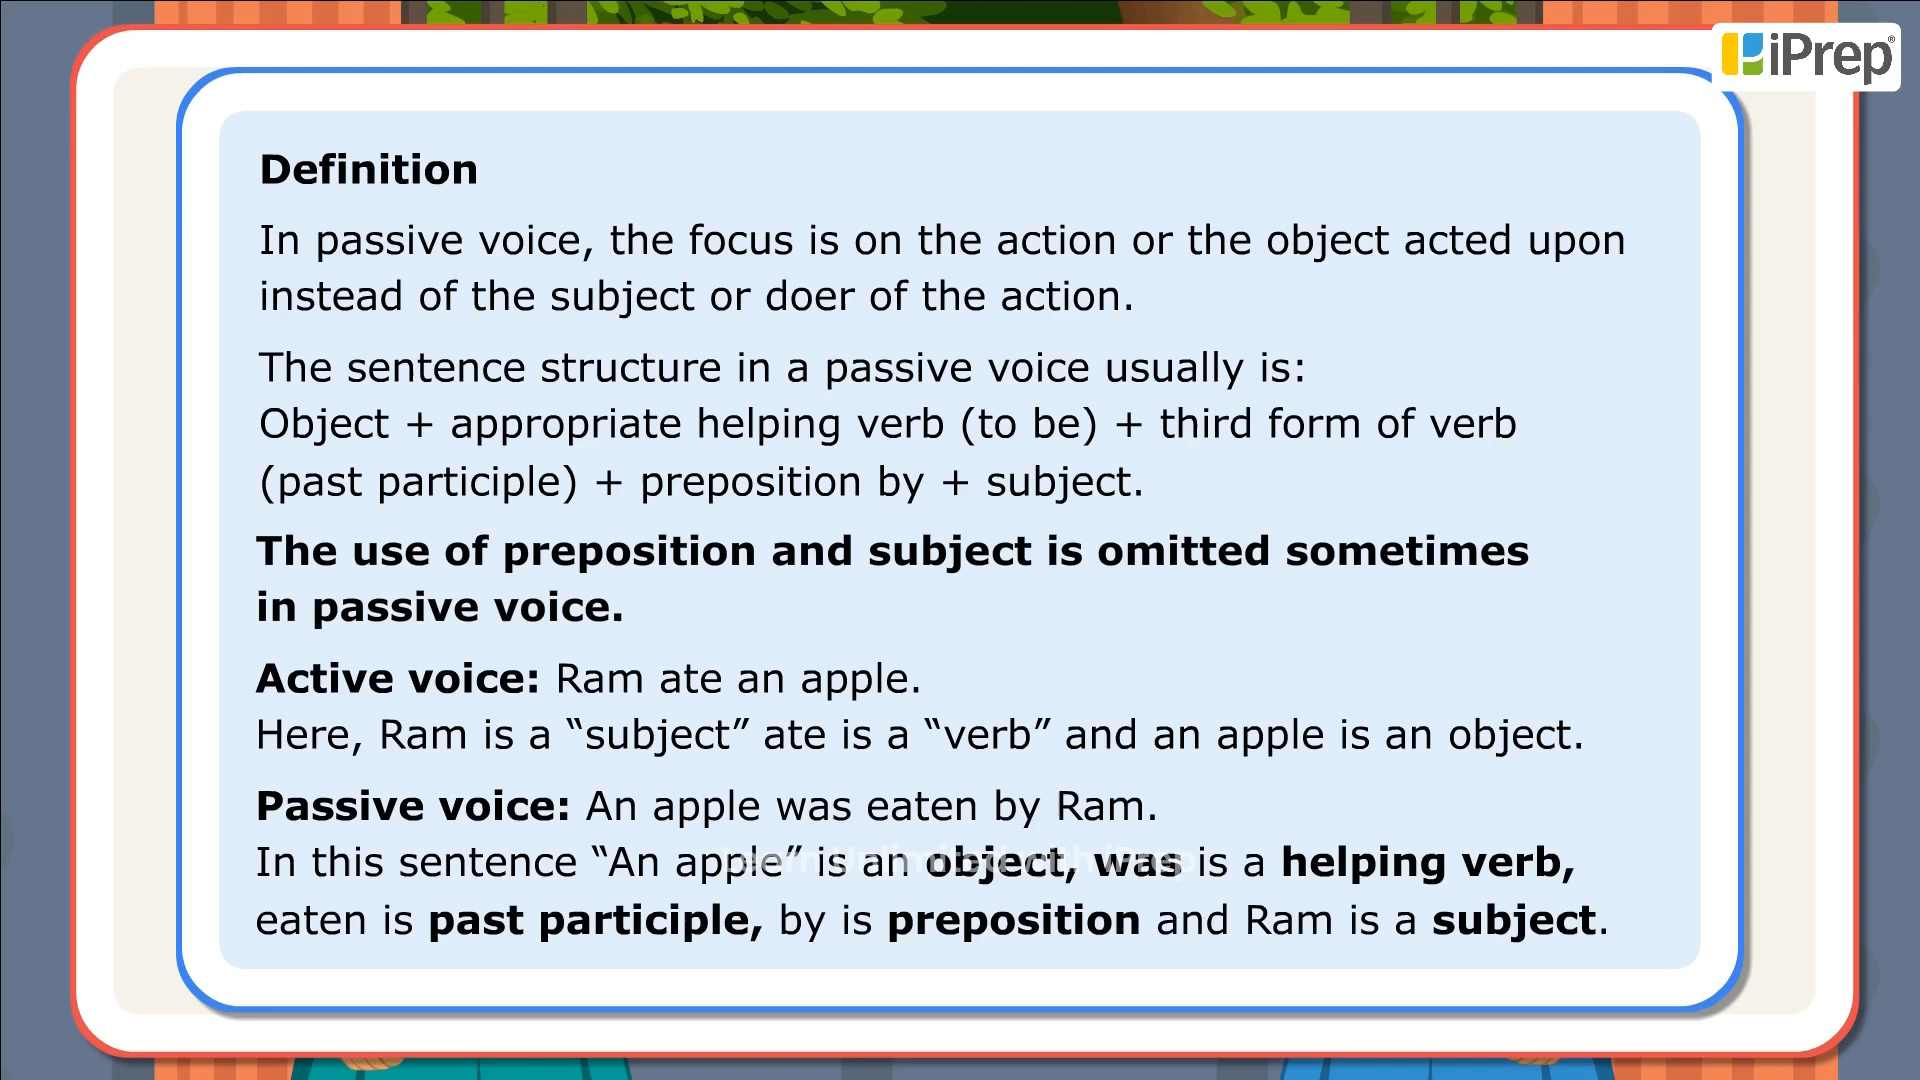 iPrep®
Definition
In passive voice, the focus is on the action or the object acted upon
instead of the subject or doer of the action.
The sentence structure in a passive voice usually is:
Object + appropriate helping verb (to be) + third form of verb
(past participle) + preposition by + subject.
The use of preposition and subject is omitted sometimes
in passive voice.
Active voice: Ram ate an apple.
Here, Ram is a “subject” ate is a “verb” and an apple is an object.
Passive voice: An apple was eaten by Ram.
In this sentence “An apple” is an object, was is a helping verb,
eaten is past participle, by is preposition and Ram is a subject.
Learn Unlimited with iPrep